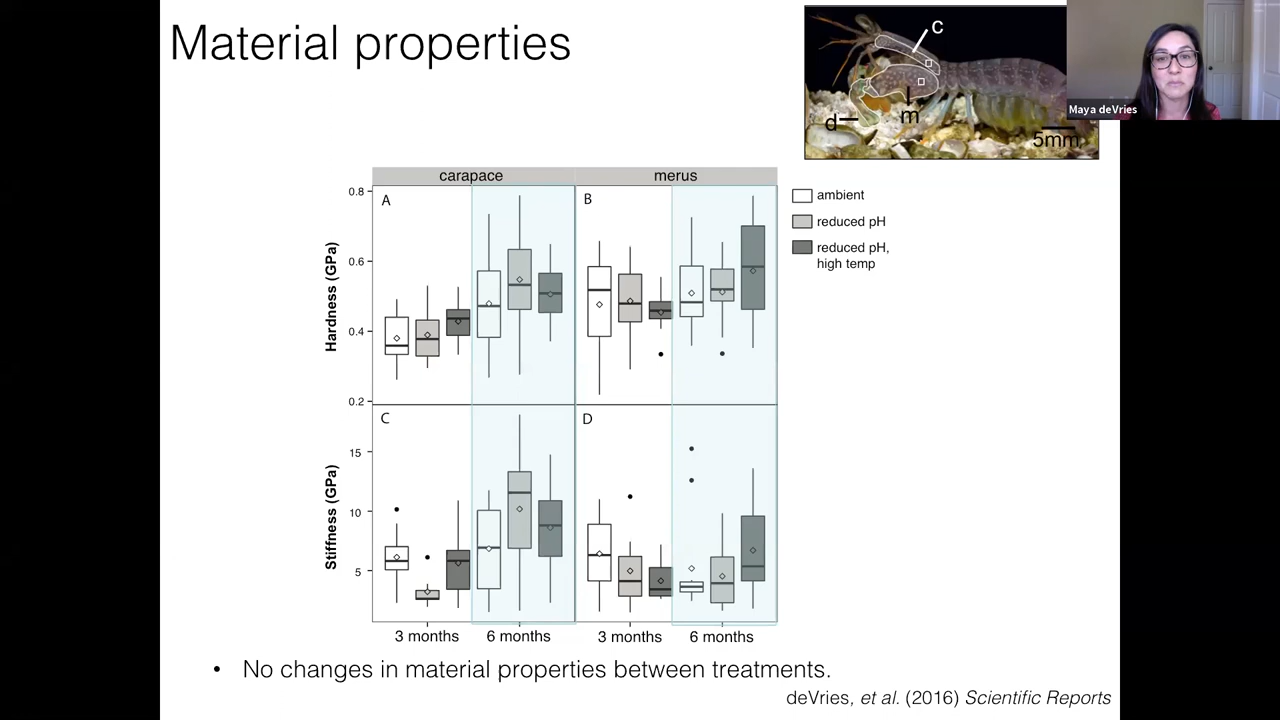 Material properties
c
d
m
5mm
Maya deVries
carapace
merus
A
B
C
D
0.8
0.6
0.4
0.2
Hardness (GPa)
15
10
5
Stiffness (GPa)
3 months
6 months
3 months
6 months
ambient
reduced pH
reduced pH,
high temp
• No changes in material properties between treatments.
deVries, et al. (2016) Scientific Reports